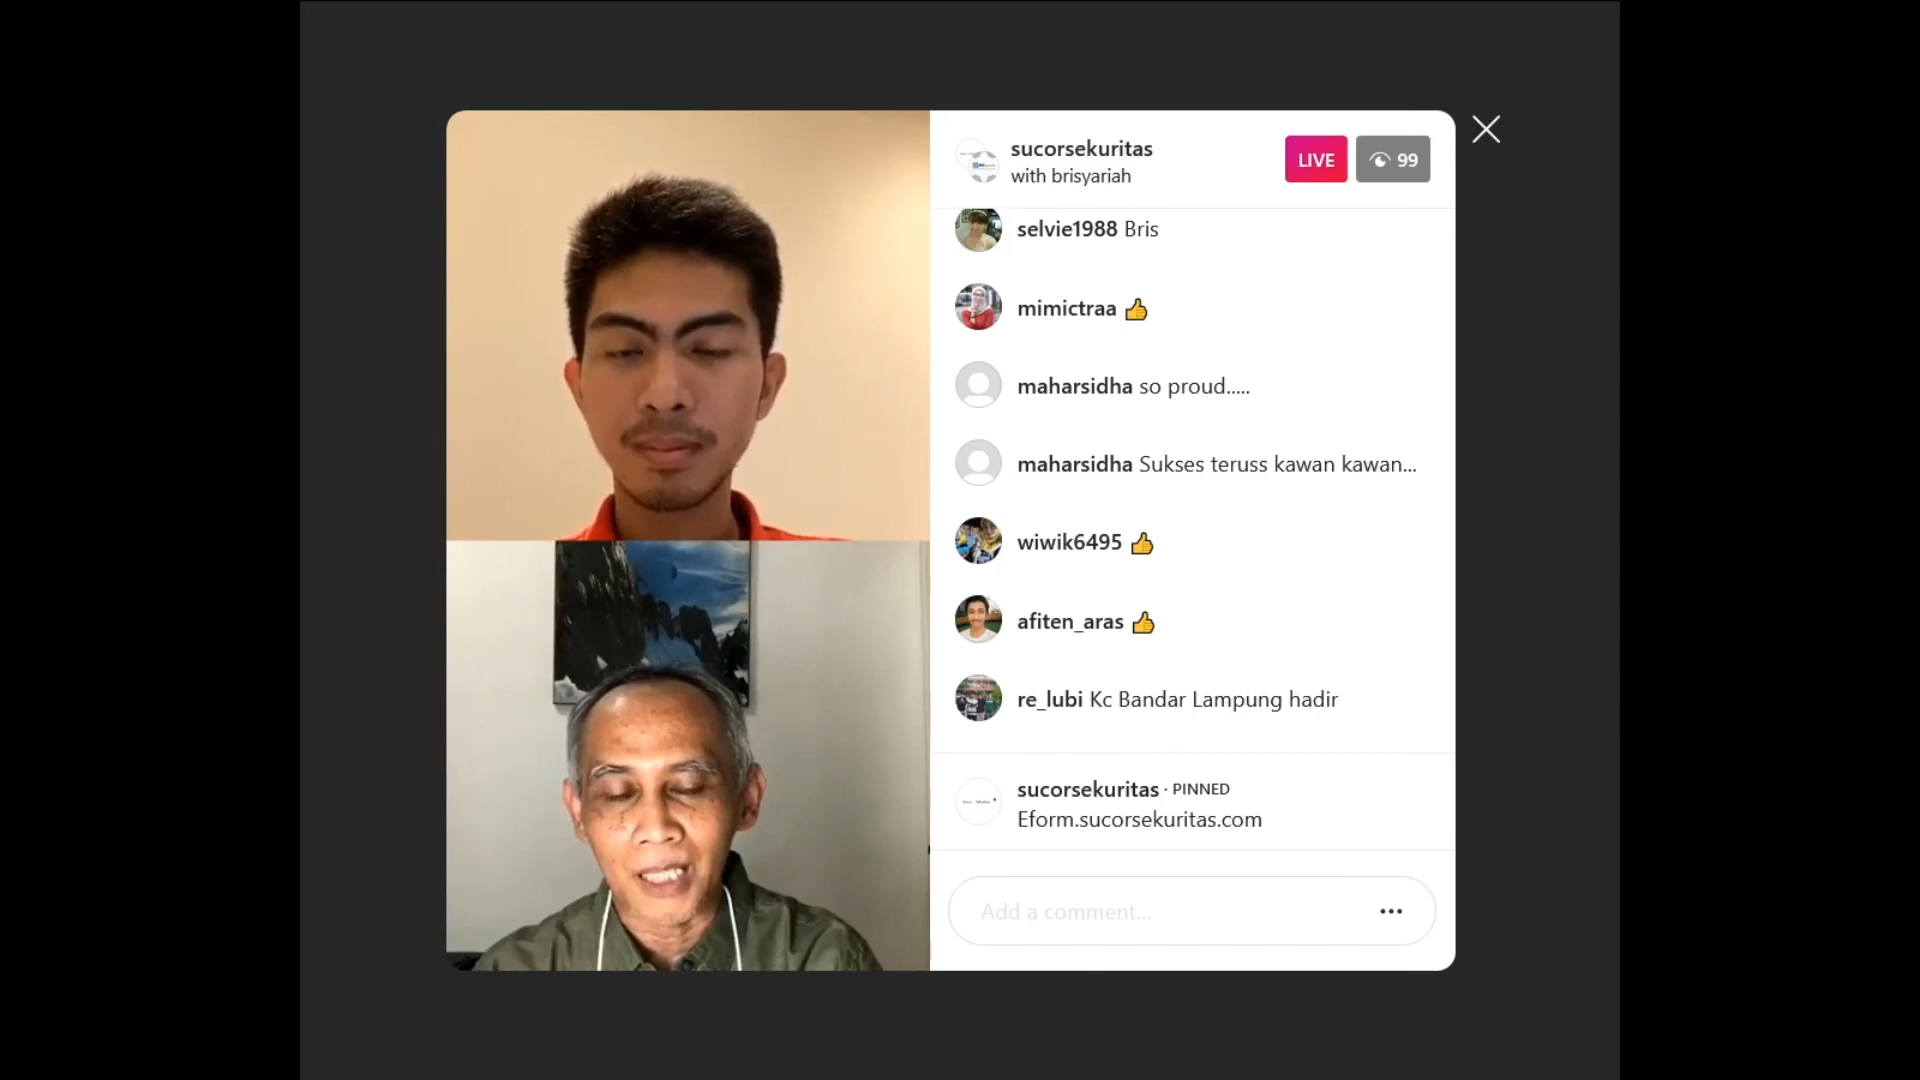 sucorsekuritas
with brisyariah
LIVE
99
selvie1988 Bris
mimictraa 👍
maharsidha so proud.....
maharsidha Sukses teruss kawan kawan...
wiwik6495 👍
afiten_aras 👍
re_lubi Kc Bandar Lampung hadir
sucorsekuritas · PINNED
Eform.sucorsekuritas.com
Add a comment...